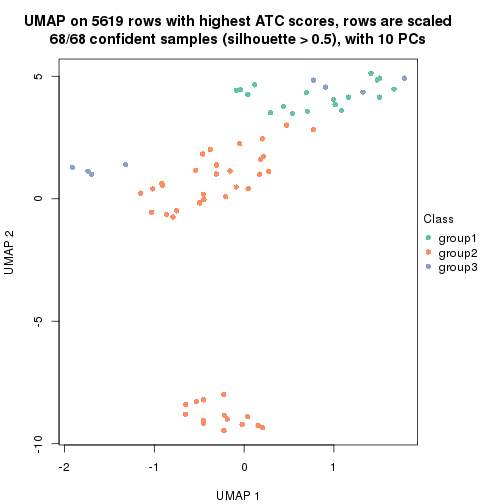 UMAP on 5619 rows with highest ATC scores, rows are scaled
68/68 confident samples (silhouette > 0.5), with 10 PCs
5
0
-5
-10
UMAP 2
-2
-1
0
1
UMAP 1
Class
group1
group2
group3